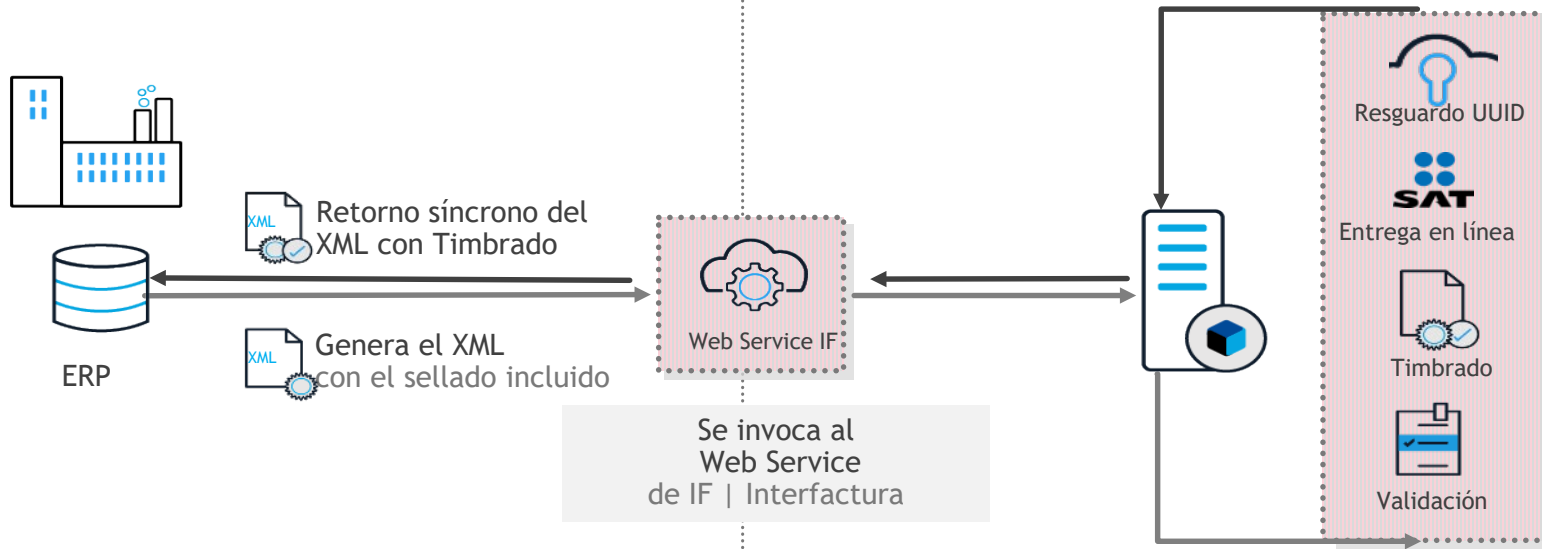 XML
Retorno síncrono del
XML con Timbrado
ERP
XML
Genera el XML
con el sellado incluido
Web Service IF
Se invoca al
Web Service
de IF | Interfactura
Resguardo UUID
SAT
Entrega en línea
Timbrado
Validación